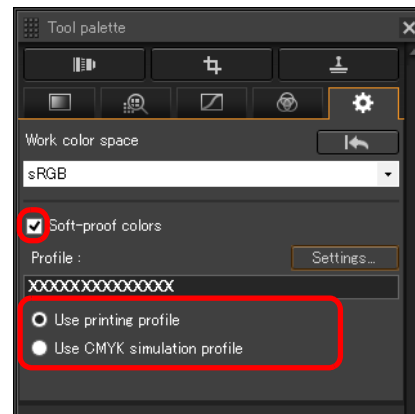 Tool palette
Work color space
sRGB
Soft-proof colors
Profile :
Settings...
XXXXXXXXXXXXXX
Use printing profile
Use CMYK simulation profile